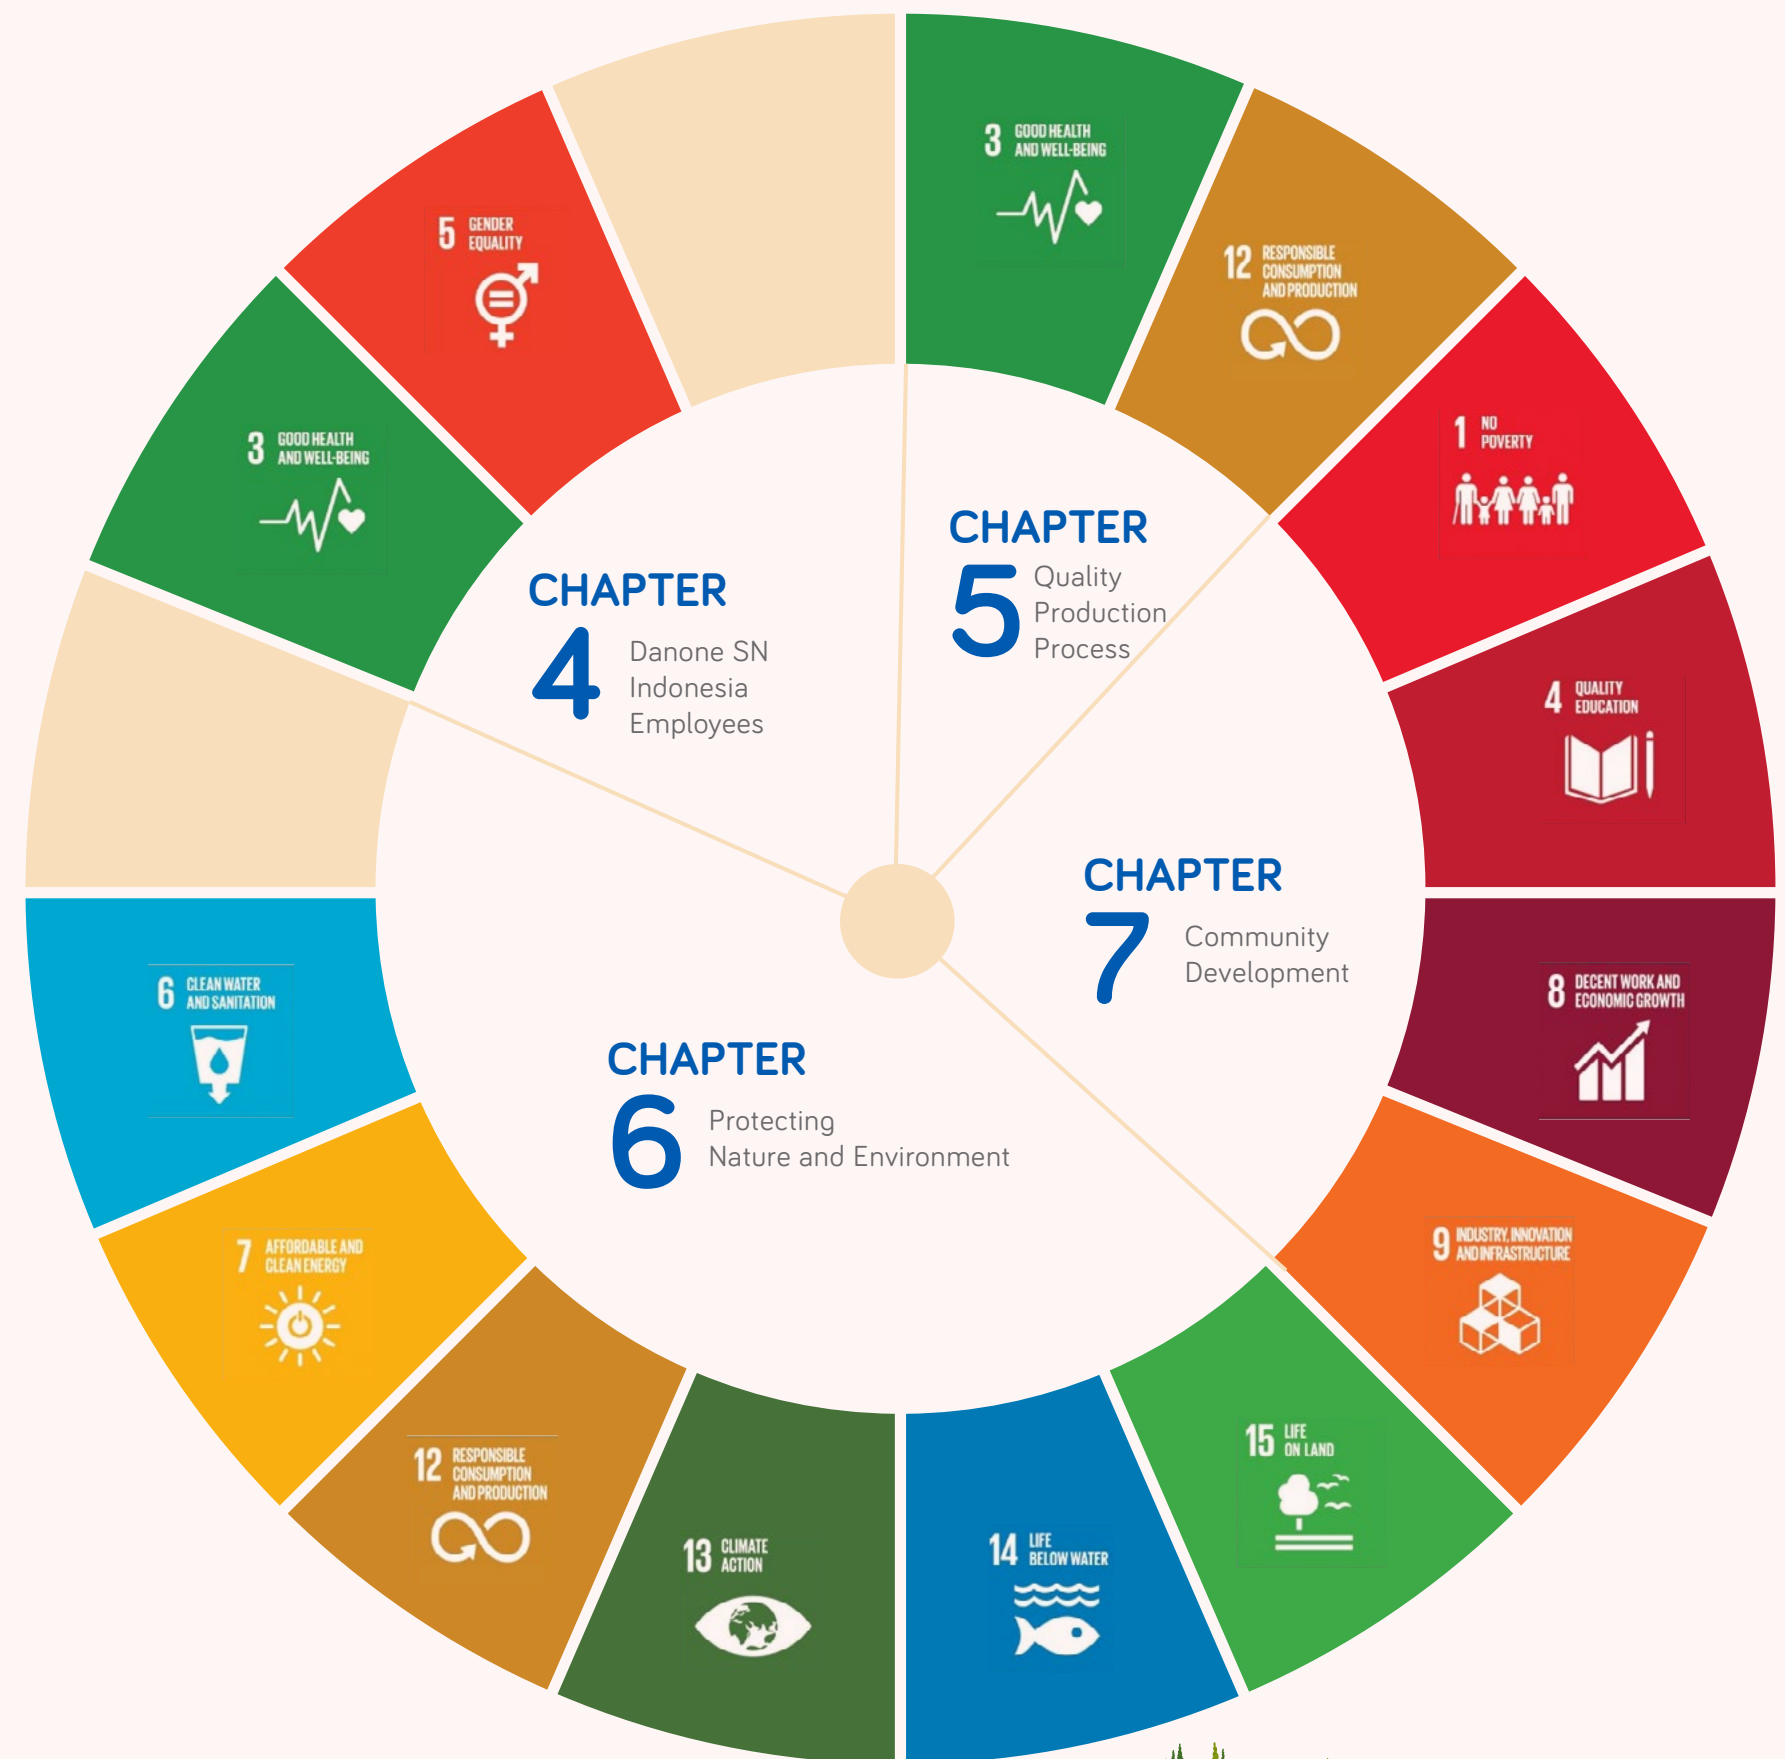 3 GOOD HEALTH
AND WELL-BEING
12 RESPONSIBLE
CONSUMPTION
AND PRODUCTION
1 NO
POVERTY
4 QUALITY
EDUCATION
8 DECENT WORK AND
ECONOMIC GROWTH
9 INDUSTRY, INNOVATION
AND INFRASTRUCTURE
15 LIFE
ON LAND
14 LIFE
BELOW WATER
13 CLIMATE
ACTION
12 RESPONSIBLE
CONSUMPTION
AND PRODUCTION
7 AFFORDABLE AND
CLEAN ENERGY
6 CLEAN WATER
AND SANITATION
3 GOOD HEALTH
AND WELL-BEING
5 GENDER
EQUALITY
CHAPTER
4
Danone SN
Indonesia
Employees
CHAPTER
5
Quality
Production
Process
CHAPTER
7
Community
Development
CHAPTER
6
Protecting
Nature and Environment